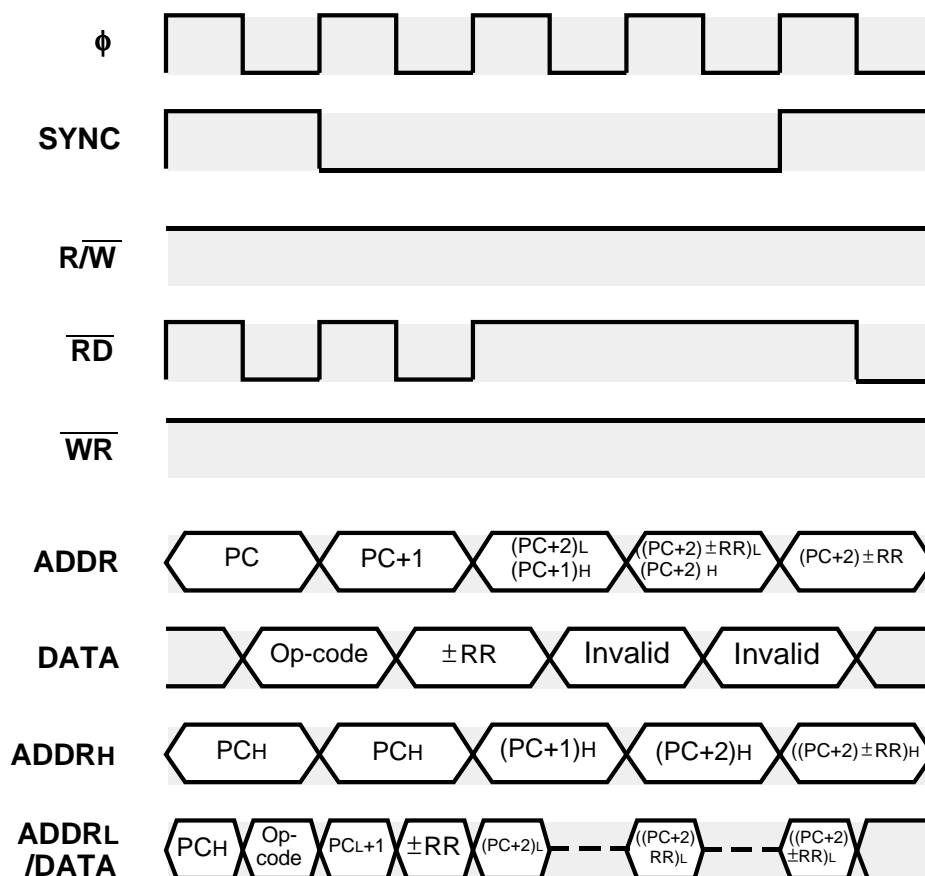 ϕ
SYNC
R/W
RD
WR
ADDR PC PC+1 (PC+2)L ((PC+2)±RR)L (PC+2)±RR
(PC+1)H (PC+2) H
DATA Op-code ±RR Invalid Invalid
ADDRH PCH PCH (PC+1)H (PC+2)H ((PC+2)±RR)H
ADDRL PCH Op- PCL+1 ±RR (PC+2)L ((PC+2) ((PC+2)
/DATA code RR)L ±RR)L